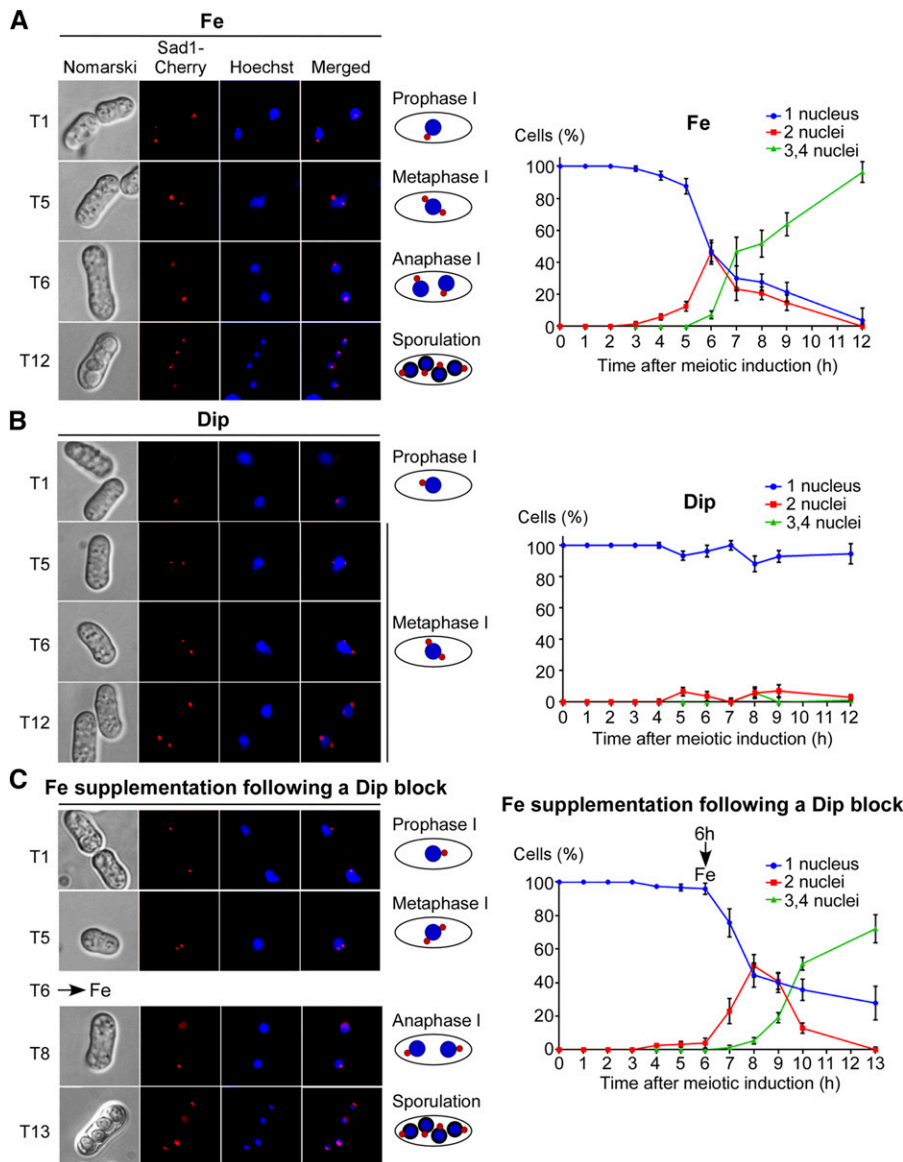 A
Fe
Nomarski Sad1-Cherry Hoechst Merged
T1
Prophase I
T5
Metaphase I
T6
Anaphase I
T12
Sporulation
Fe
Cells (%)
1 nucleus
2 nuclei
3,4 nuclei
100
80
60
40
20
0
0 1 2 3 4 5 6 7 8 9 10 11 12
Time after meiotic induction (h)
B
Dip
T1
Prophase I
T5
T6
Metaphase I
T12
Dip
Cells (%)
1 nucleus
2 nuclei
3,4 nuclei
100
80
60
40
20
0
0 1 2 3 4 5 6 7 8 9 10 11 12
Time after meiotic induction (h)
C
Fe supplementation following a Dip block
T1
Prophase I
T5
Metaphase I
T6 Fe
T8
Anaphase I
T13
Sporulation
Fe supplementation following a Dip block
6h
Fe
Cells (%)
1 nucleus
2 nuclei
3,4 nuclei
100
80
60
40
20
0
0 1 2 3 4 5 6 7 8 9 10 11 12 13
Time after meiotic induction (h)